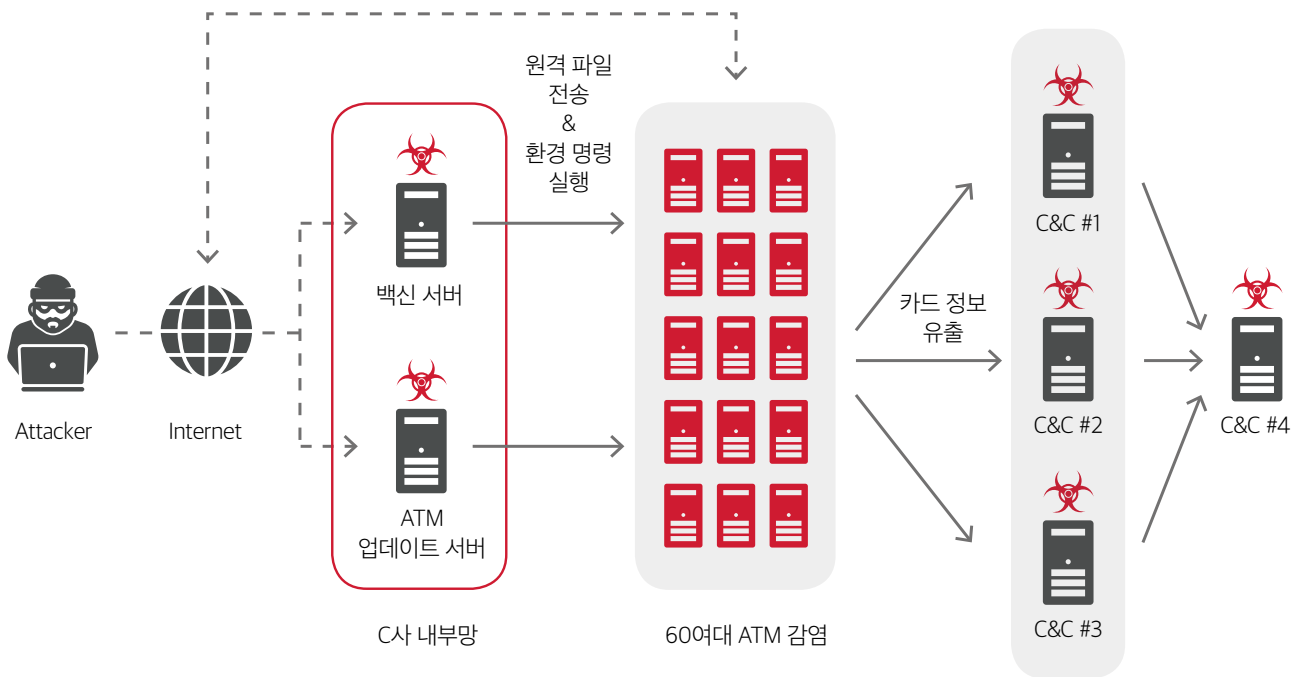 Attacker
Internet
백신 서버
ATM
업데이트 서버
C사 내부망
원격 파일
전송
&
환경 명령
실행
60여대 ATM 감염
카드 정보
유출
C&C #1
C&C #2
C&C #3
C&C #4